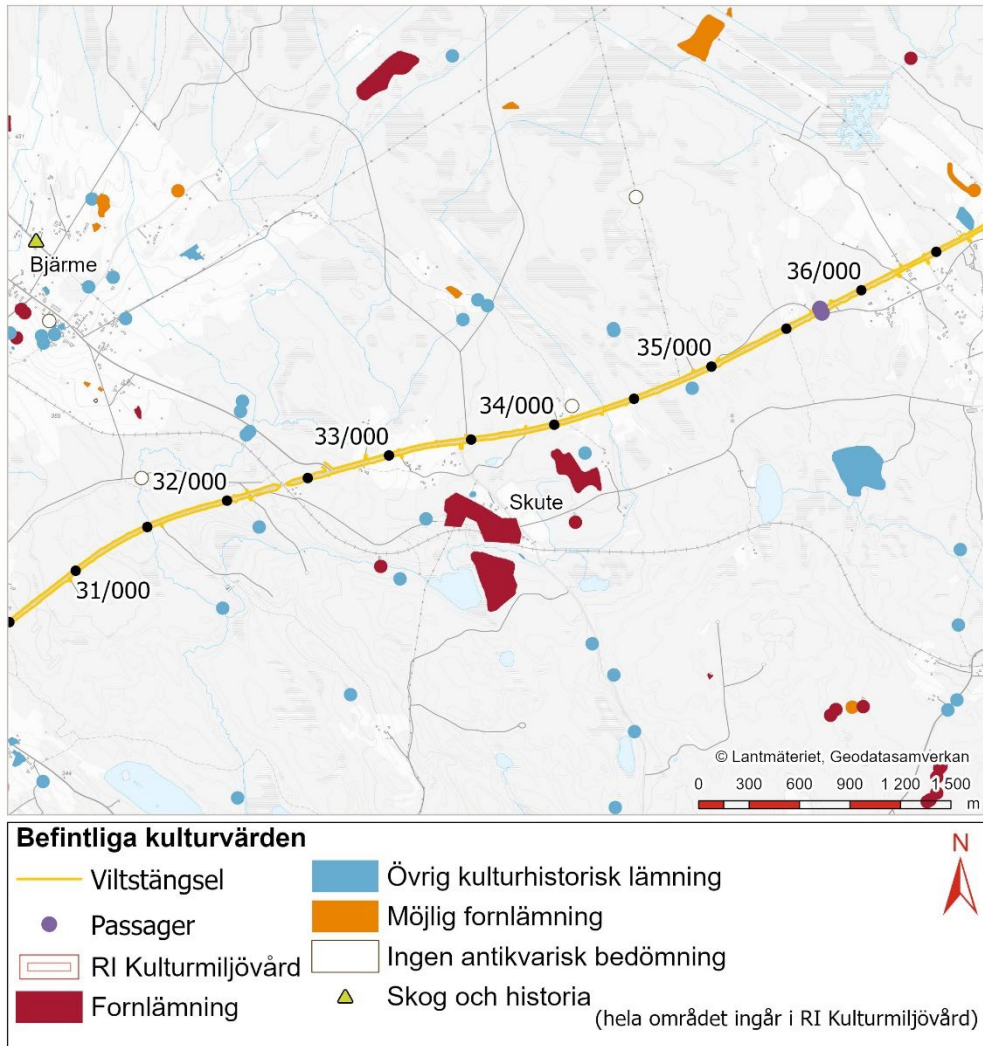 Bjärme
36/000
35/000
34/000
33/000
32/000
Skute
31/000
© Lantmäteriet, Geodatasamverkan
0 300 600 900 1 200 1 500
m
Befintliga kulturvärden
N
Viltstängsel
Passager
RI Kulturmiljövård
Fornlämning
Övrig kulturhistorisk lämning
Möjlig fornlämning
Ingen antikvarisk bedömning
Skog och historia
(hela området ingår i RI Kulturmiljövård)